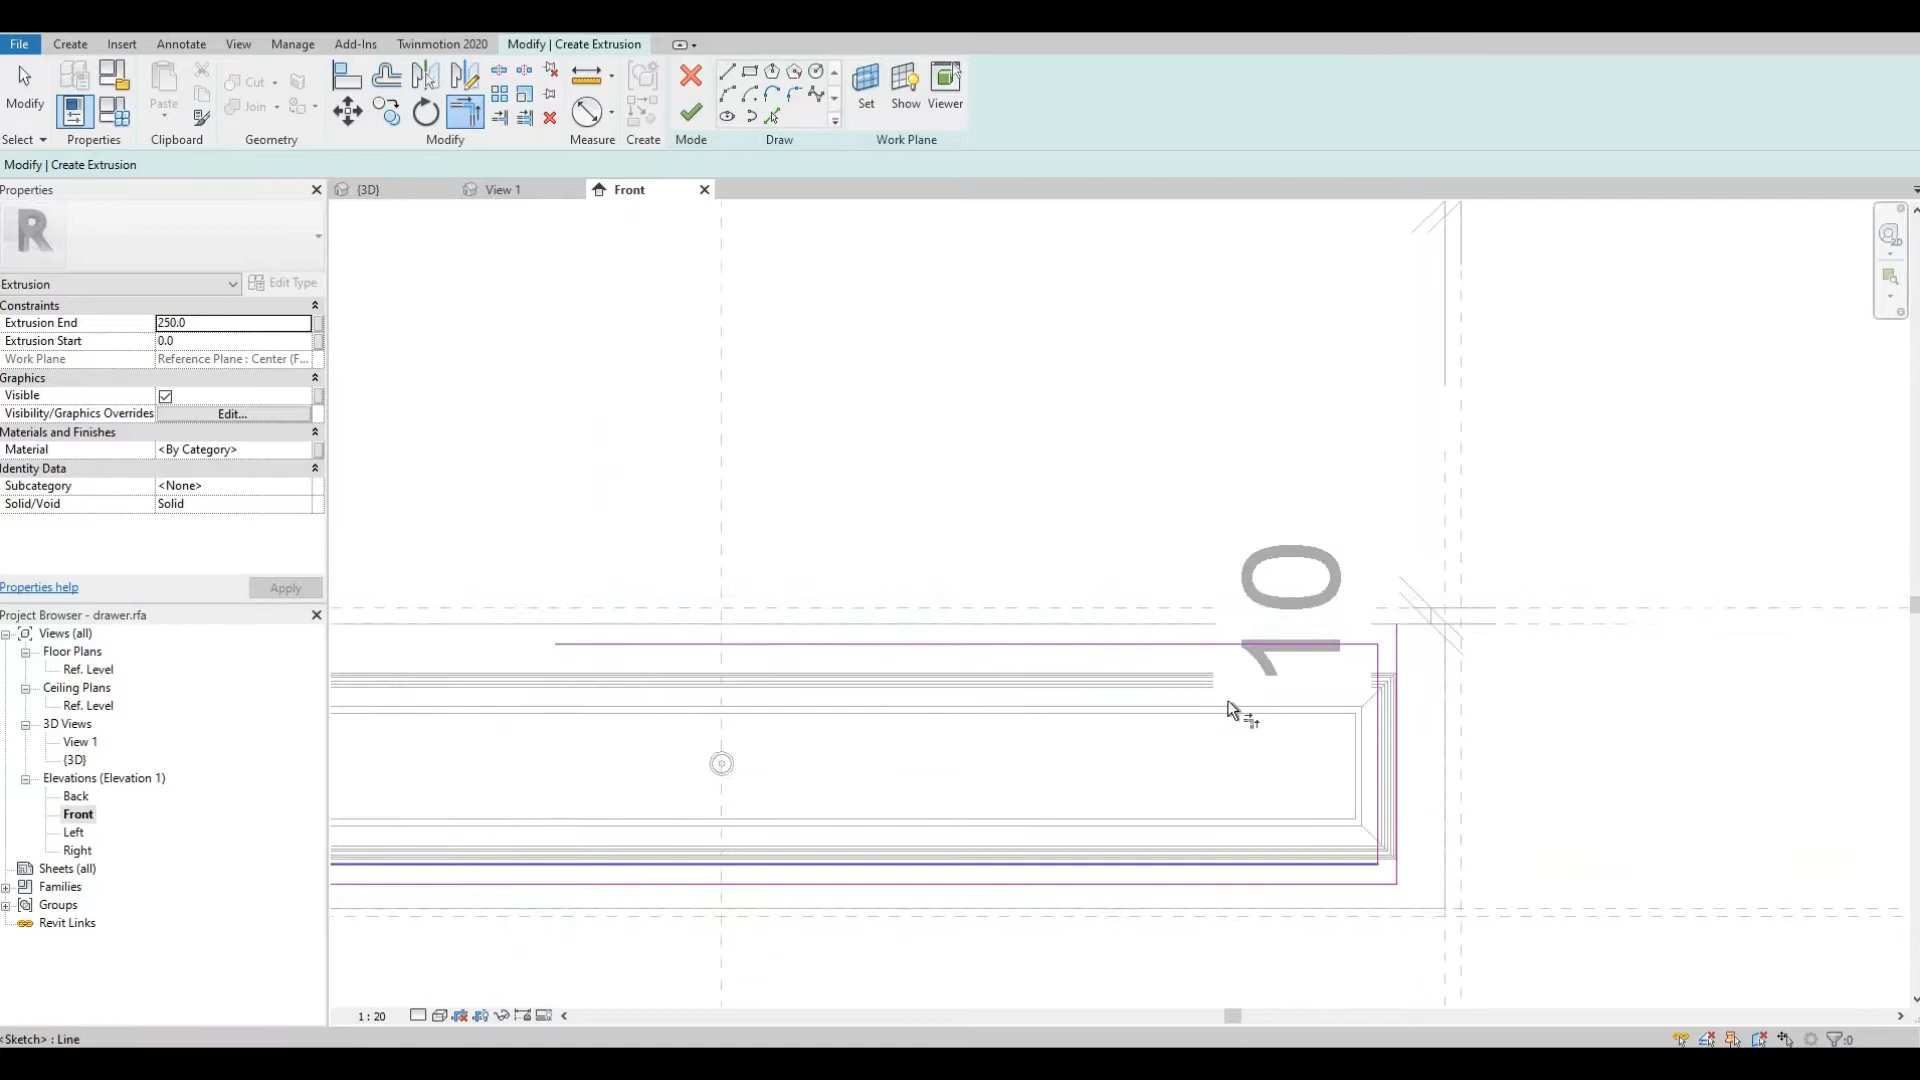 File Create Insert Annotate View Manage Add-Ins Twinmotion 2020 Modify | Create Extrusion
Modify
Paste
Cut
Join
Set Show Viewer
Select Properties Clipboard Geometry Modify Measure Create Mode Draw Work Plane
Modify | Create Extrusion
Properties
{3D} View 1 Front
R
Extrusion Edit Type
Constraints
Extrusion End 250.0
Extrusion Start 0.0
Work Plane Reference Plane : Center (F...
Graphics
Visible
Visibility/Graphics Overrides Edit...
Materials and Finishes
Material <By Category>
Identity Data
Subcategory <None>
Solid/Void Solid
Properties help Apply
Project Browser - drawer.rfa
Views (all)
Floor Plans
Ref. Level
Ceiling Plans
Ref. Level
3D Views
View 1
{3D}
Elevations (Elevation 1)
Back
Front
Left
Right
Sheets (all)
Families
Groups
Revit Links
10
2D
1 : 20
<Sketch> : Line
:0